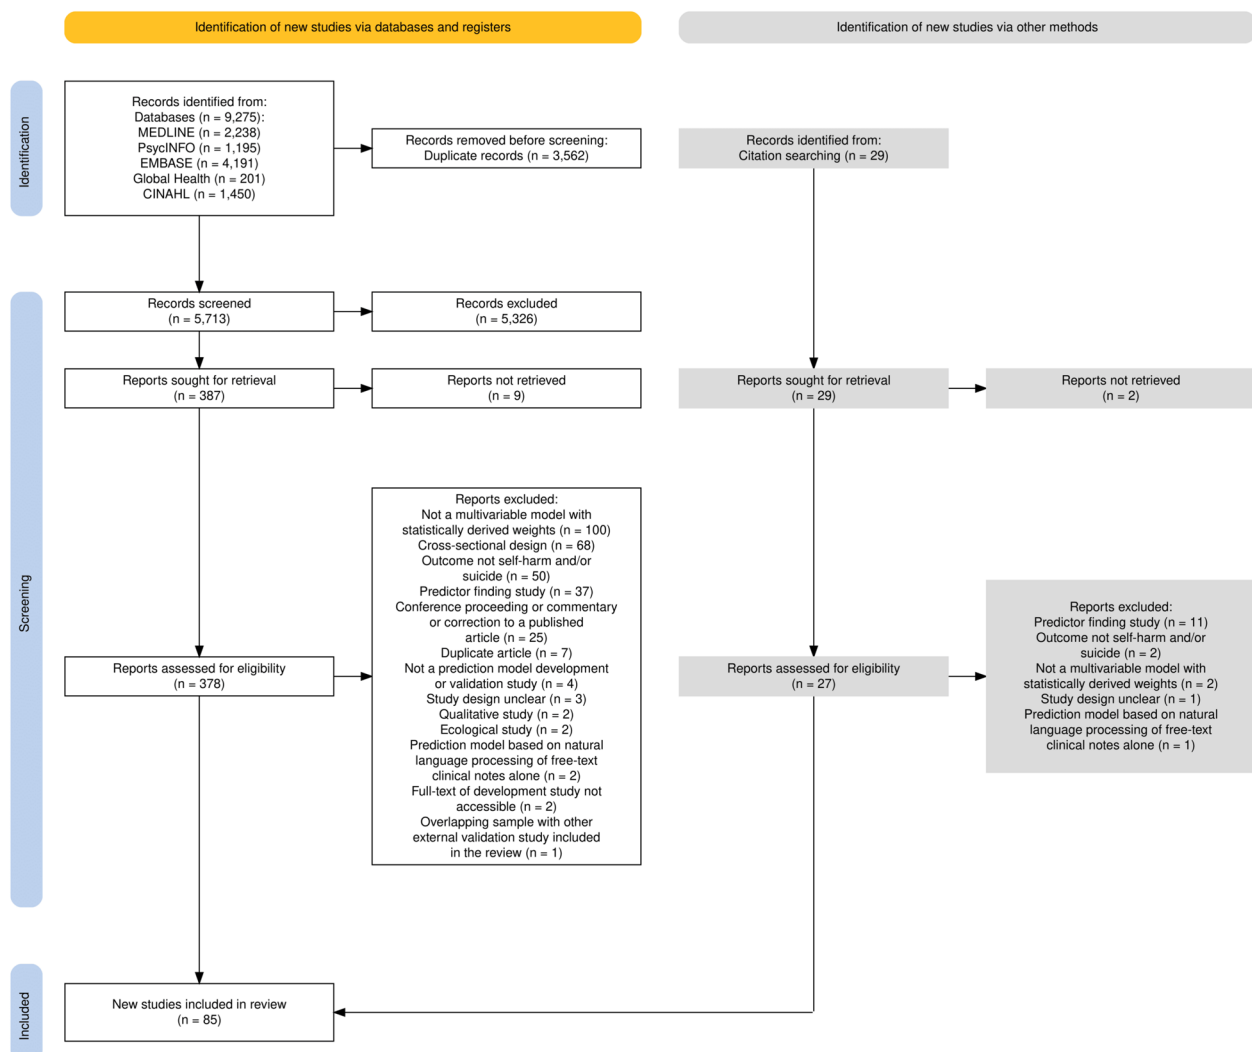 Identification of new studies via databases and registers
Identification of new studies via other methods
Identification
Records identified from:
Databases (n = 9,275):
MEDLINE (n = 2,238)
PsycINFO (n = 1,195)
EMBASE (n = 4,191)
Global Health (n = 201)
CINAHL (n = 1,450)
Records removed before screening:
Duplicate records (n = 3,562)
Records identified from:
Citation searching (n = 29)
Screening
Records screened
(n = 5,713)
Records excluded
(n = 5,326)
Reports sought for retrieval
(n = 387)
Reports not retrieved
(n = 9)
Reports sought for retrieval
(n = 29)
Reports not retrieved
(n = 2)
Reports assessed for eligibility
(n = 378)
Reports excluded:
Not a multivariable model with
statistically derived weights (n = 100)
Cross-sectional design (n = 68)
Outcome not self-harm and/or
suicide (n = 50)
Predictor finding study (n = 37)
Conference proceeding or commentary
or correction to a published
article (n = 25)
Duplicate article (n = 7)
Not a prediction model development
or validation study (n = 4)
Study design unclear (n = 3)
Qualitative study (n = 2)
Ecological study (n = 2)
Prediction model based on natural
language processing of free-text
clinical notes alone (n = 2)
Full-text of development study not
accessible (n = 2)
Overlapping sample with other
external validation study included
in the review (n = 1)
Reports assessed for eligibility
(n = 27)
Reports excluded:
Predictor finding study (n = 11)
Outcome not self-harm and/or
suicide (n = 2)
Not a multivariable model with
statistically derived weights (n = 2)
Study design unclear (n = 1)
Prediction model based on natural
language processing of free-text
clinical notes alone (n = 1)
Included
New studies included in review
(n = 85)